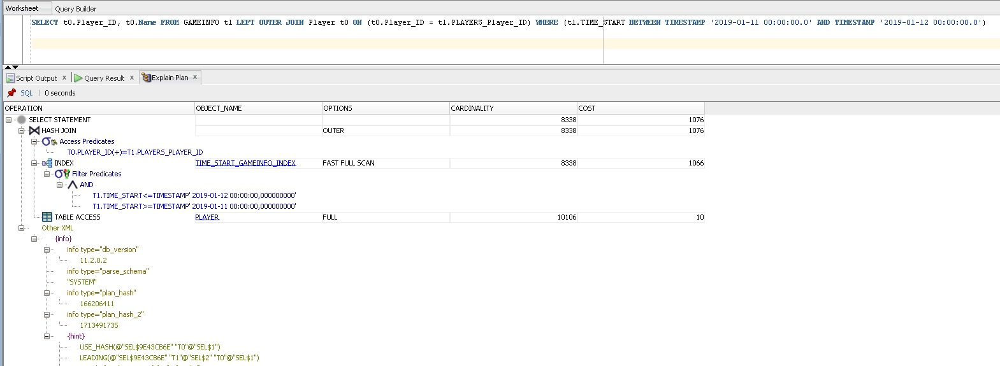 Worksheet Query Builder
SELECT t0.Player_ID, t0.Name FROM GAMEINFO t1 LEFT OUTER JOIN Player t0 ON (t0.Player_ID = t1.PLAYERS_Player_ID) WHERE (t1.TIME_START BETWEEN TIMESTAMP '2019-01-11 00:00:00.0' AND TIMESTAMP '2019-01-12 00:00:00.0')
Script Output x Query Result x Explain Plan x
SQL | 0 seconds
OPERATION OBJECT_NAME OPTIONS CARDINALITY COST
SELECT STATEMENT 8338 1076
HASH JOIN OUTER 8338 1076
Access Predicates
T0.PLAYER_ID(+)=T1.PLAYERS_PLAYER_ID
INDEX TIME_START_GAMEINFO_INDEX FAST FULL SCAN 8338 1066
Filter Predicates
AND
T1.TIME_START<=TIMESTAMP' 2019-01-12 00:00:00,000000000'
T1.TIME_START>=TIMESTAMP' 2019-01-11 00:00:00,000000000'
TABLE ACCESS PLAYER FULL 10106 10
Other XML
{info}
info type="db_version"
11.2.0.2
info type="parse_schema"
"SYSTEM"
info type="plan_hash"
166206411
info type="plan_hash_2"
1713491735
{hint}
USE_HASH(@"SEL$9E43CB6E" "T0"@"SEL$1")
LEADING(@"SEL$9E43CB6E" "T1"@"SEL$2" "T0"@"SEL$1")